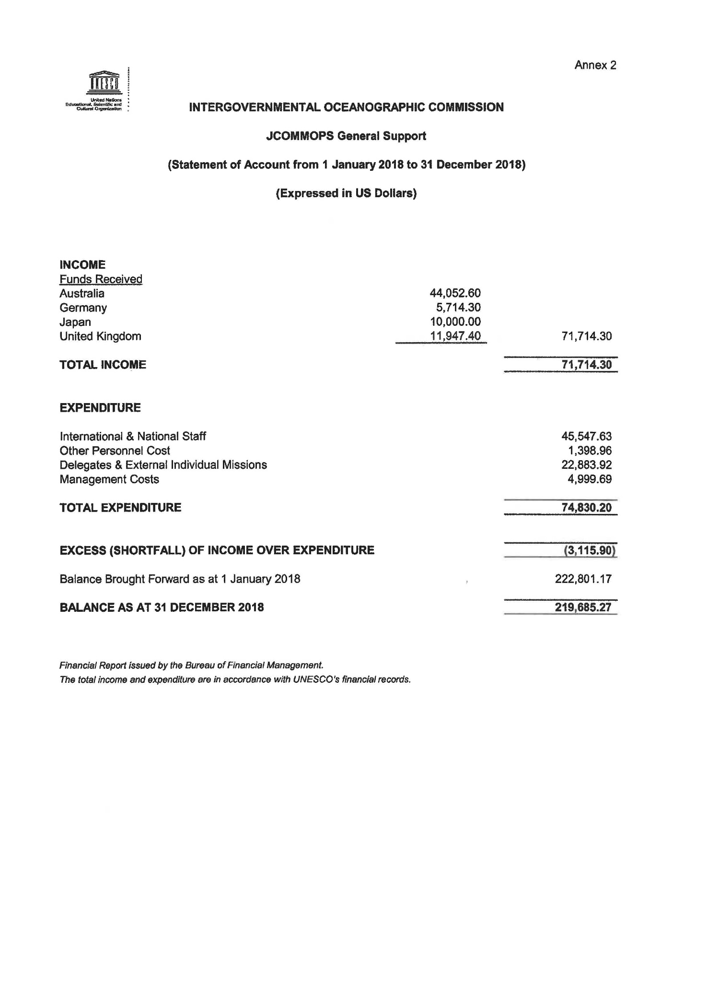 Annex 2
UNESCO
United Nations
Educational, Scientific and
Cultural Organization
INTERGOVERNMENTAL OCEANOGRAPHIC COMMISSION
JCOMMOPS General Support
(Statement of Account from 1 January 2018 to 31 December 2018)
(Expressed in US Dollars)
INCOME
Funds Received
Australia 44,052.60
Germany 5,714.30
Japan 10,000.00
United Kingdom 11,947.40 71,714.30
TOTAL INCOME 71,714.30
EXPENDITURE
International & National Staff 45,547.63
Other Personnel Cost 1,398.96
Delegates & External Individual Missions 22,883.92
Management Costs 4,999.69
TOTAL EXPENDITURE 74,830.20
EXCESS (SHORTFALL) OF INCOME OVER EXPENDITURE (3,115.90)
Balance Brought Forward as at 1 January 2018 222,801.17
BALANCE AS AT 31 DECEMBER 2018 219,685.27
Financial Report issued by the Bureau of Financial Management.
The total income and expenditure are in accordance with UNESCO's financial records.